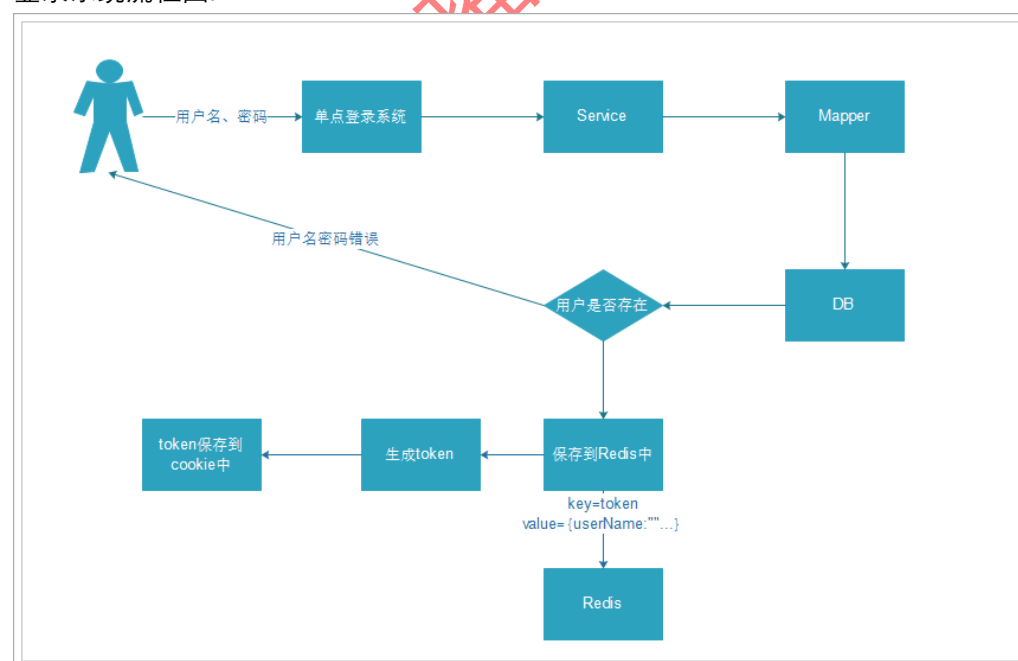 用户名、密码
单点登录系统
Service
Mapper
用户名密码错误
用户是否存在
DB
token保存到
cookie中
生成token
保存到Redis中
key=token
value={userName:""...}
Redis